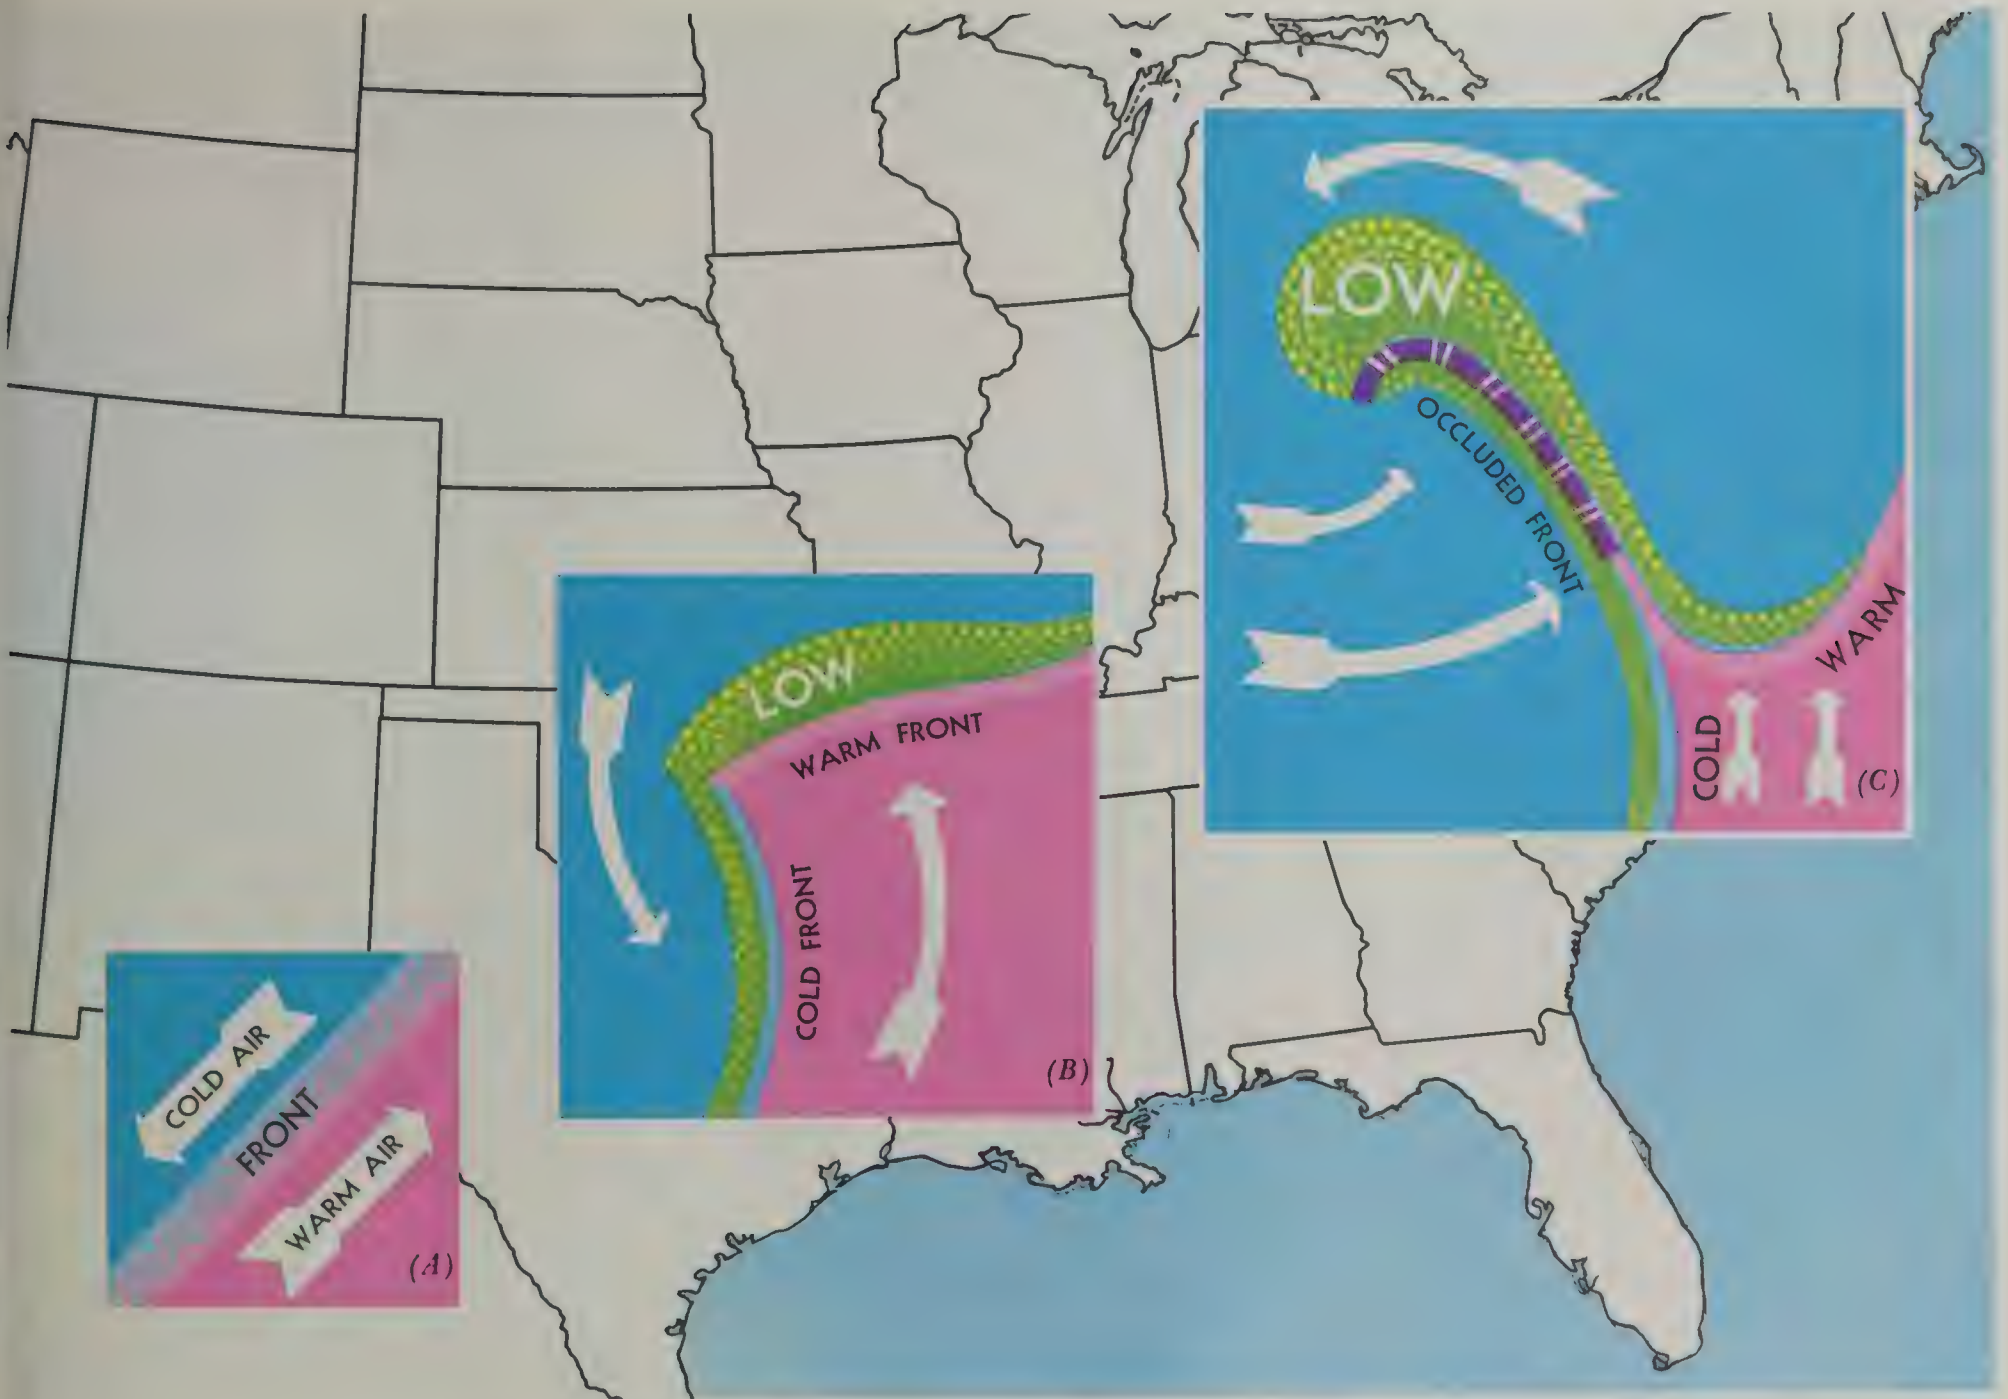 COLD AIR
FRONT
WARM AIR
(A)
LOW
WARM FRONT
COLD FRONT
(B)
LOW
OCCLUDED FRONT
WARM
COLD
(C)